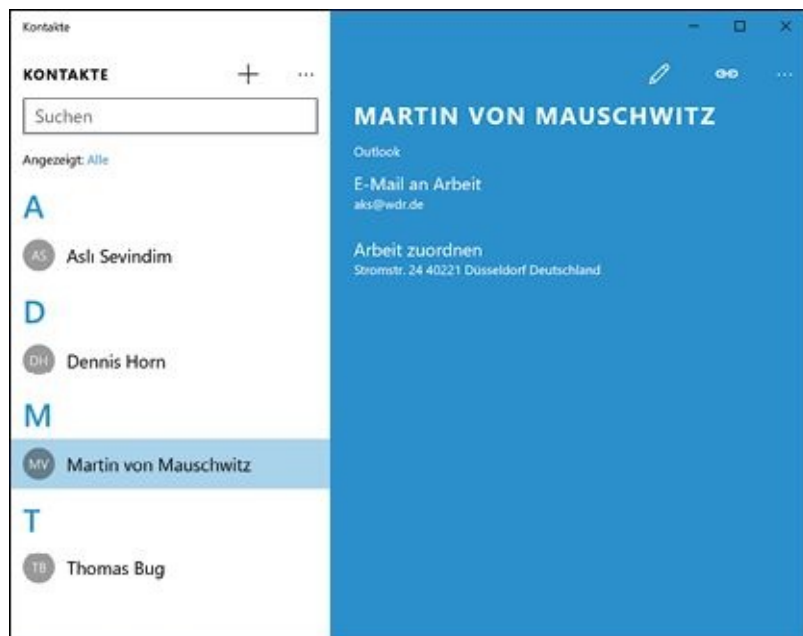 Kontakte
KONTAKTE
Suchen
Angezeigt: Alle
A
AS Aslı Sevindim
D
DH Dennis Horn
M
MV Martin von Mauschwitz
T
TB Thomas Bug
MARTIN VON MAUSCHWITZ
Outlook
E-Mail an Arbeit
aks@wdr.de
Arbeit zuordnen
Stromstr. 24 40221 Düsseldorf Deutschland